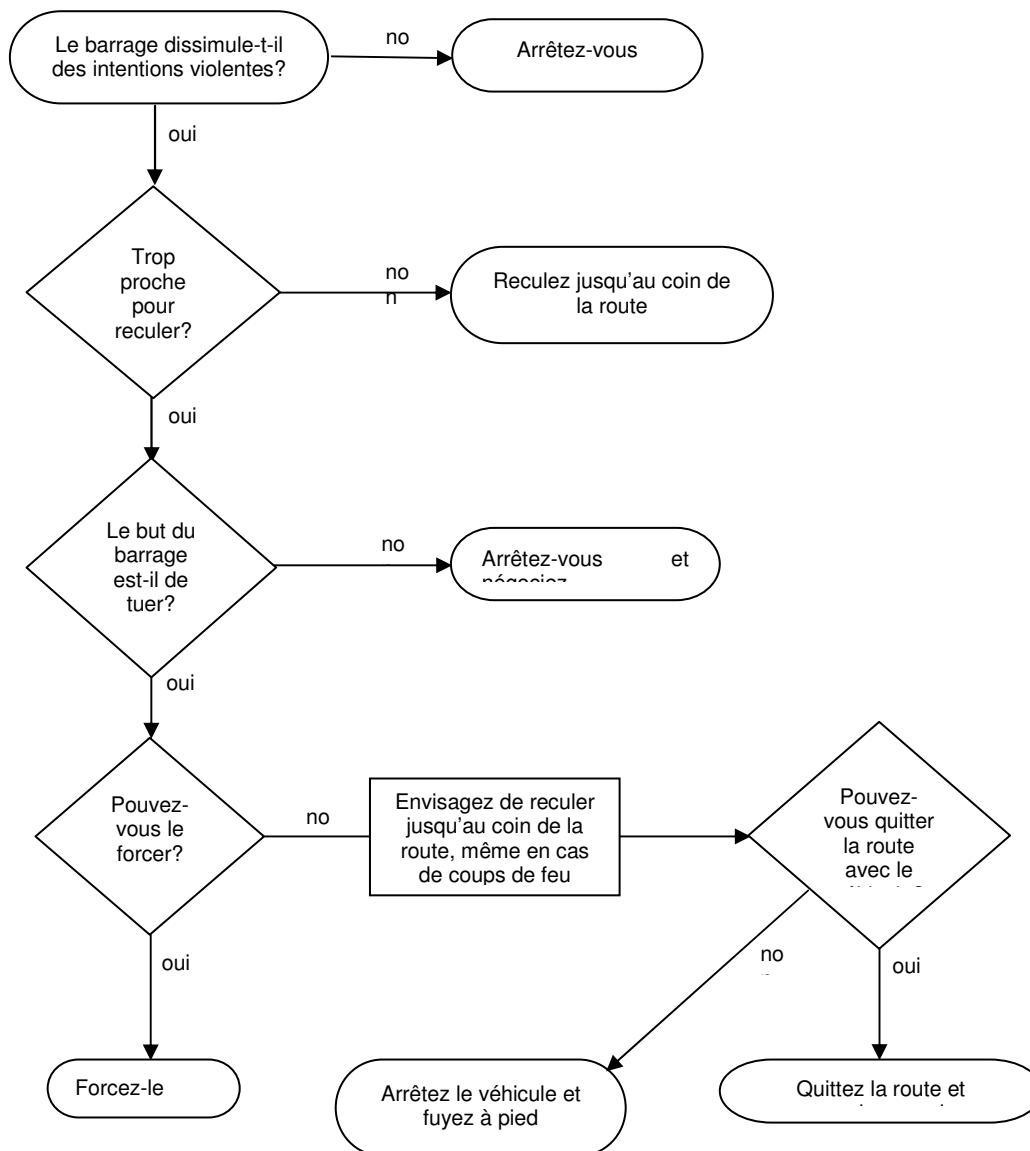 Le barrage dissimule-t-il
des intentions violentes?
no
Arrêtez-vous
oui
Trop
proche
pour
reculer?
no
n
Reculez jusqu'au coin de
la route
oui
Le but du
barrage
est-il de
tuer?
no
Arrêtez-vous et
négociez
oui
Pouvez-
vous le
forcer?
no
Envisagez de reculer
jusqu'au coin de la
route, même en cas
de coups de feu
Pouvez-
vous quitter
la route
avec le
no
oui
oui
Forcez-le
Arrêtez le véhicule et
fuyez à pied
Quittez la route et